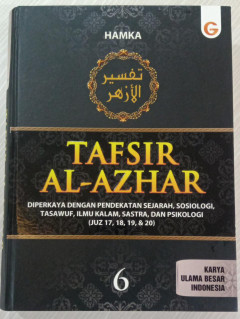 HAMKA
G
تفسير
الأزهر
TAFSIR
AL-AZHAR
DIPERKAYA DENGAN PENDEKATAN SEJARAH, SOSIOLOGI,
TASAWUF, ILMU KALAM, SASTRA, DAN PSIKOLOGI
(JUZ 17, 18, 19, & 20)
6
KARYA
ULAMA BESAR
INDONESIA